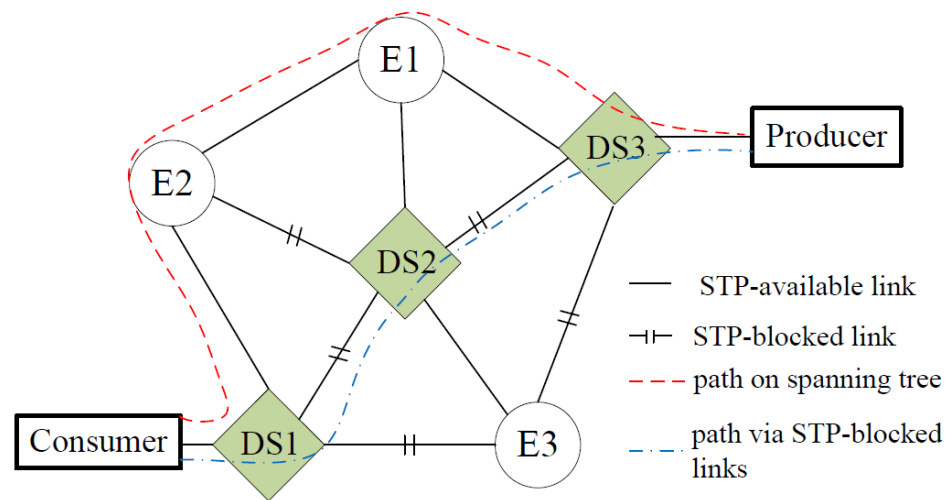 E1
DS3
Producer
E2
DS2
STP-available link
STP-blocked link
path on spanning tree
Consumer
DS1
E3
path via STP-blocked
links